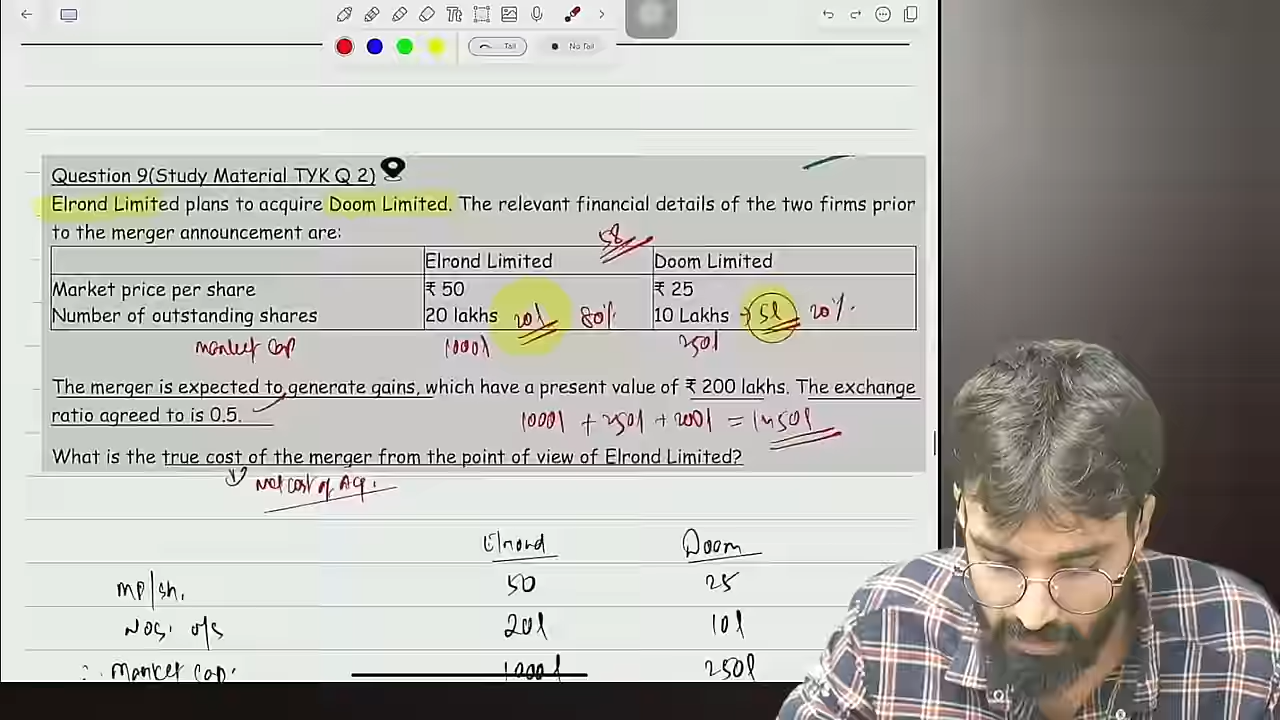 Tail
No Tail
Question 9(Study Material TYK Q 2)
Elrond Limited plans to acquire Doom Limited. The relevant financial details of the two firms prior
to the merger announcement are:
58
Elrond Limited Doom Limited
Market price per share ₹ 50 ₹ 25
Number of outstanding shares 20 lakhs 20l 80% 10 Lakhs → 5l 20%
market cap 1000l 250l
The merger is expected to generate gains, which have a present value of ₹ 200 lakhs. The exchange
ratio agreed to is 0.5.
1000l + 250l + 200l = 1450l
What is the true cost of the merger from the point of view of Elrond Limited?
Net cost of Acq.
Elrond Doom
MP/sh. 50 25
Nos. o/s 20l 10l
∴ Market cap. 1000l 250l